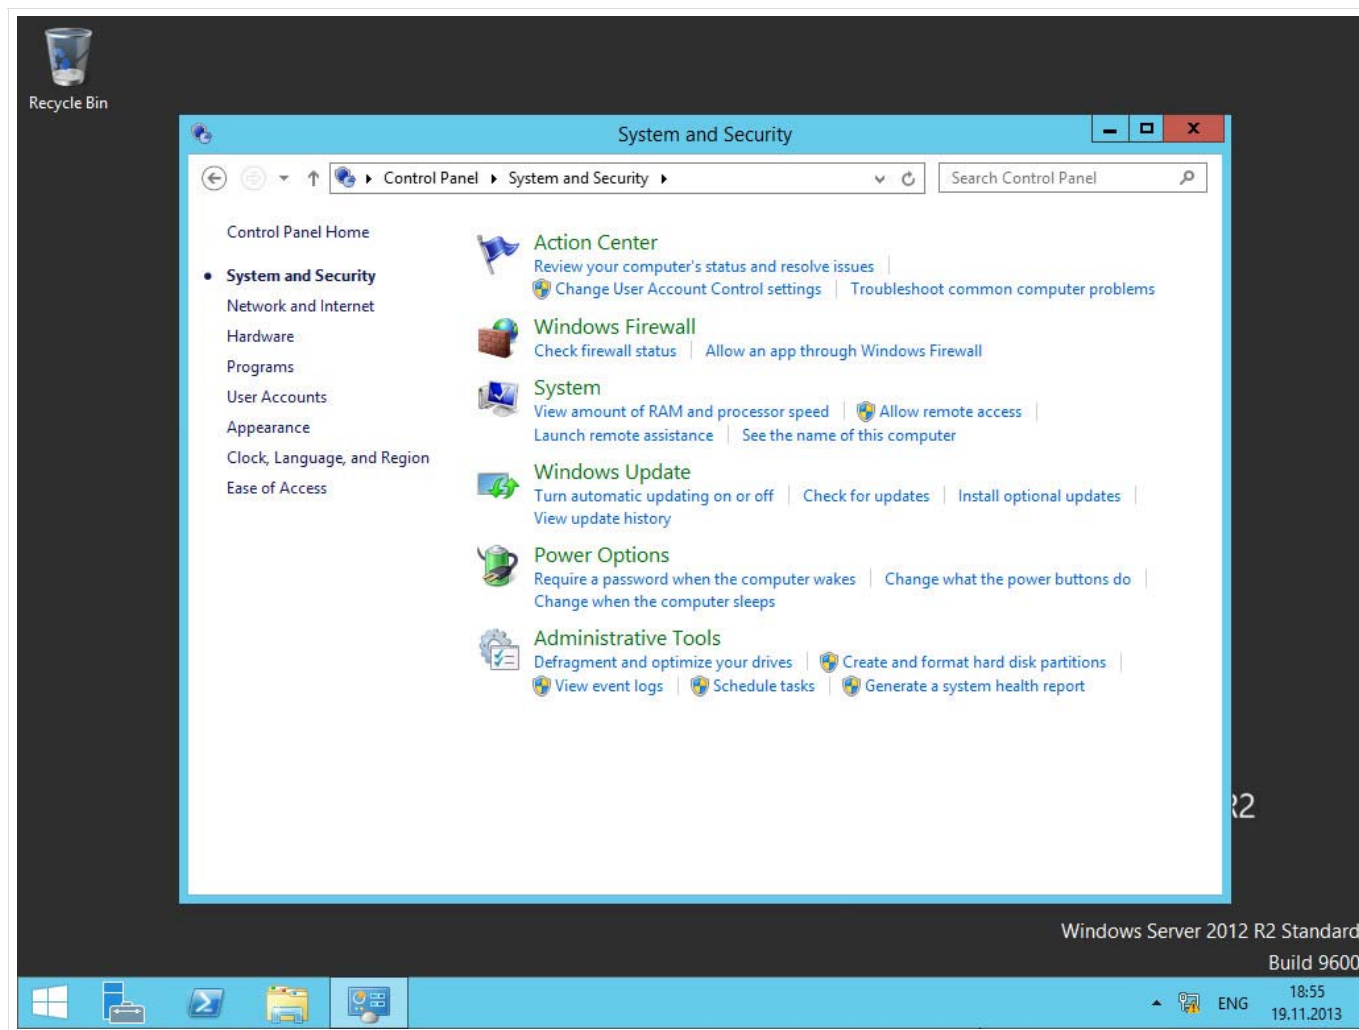 Recycle Bin
System and Security
Control Panel
System and Security
Search Control Panel
Control Panel Home
System and Security
Network and Internet
Hardware
Programs
User Accounts
Appearance
Clock, Language, and Region
Ease of Access
Action Center
Review your computer's status and resolve issues
Change User Account Control settings
Troubleshoot common computer problems
Windows Firewall
Check firewall status
Allow an app through Windows Firewall
System
View amount of RAM and processor speed
Allow remote access
Launch remote assistance
See the name of this computer
Windows Update
Turn automatic updating on or off
Check for updates
Install optional updates
View update history
Power Options
Require a password when the computer wakes
Change what the power buttons do
Change when the computer sleeps
Administrative Tools
Defragment and optimize your drives
Create and format hard disk partitions
View event logs
Schedule tasks
Generate a system health report
R2
Windows Server 2012 R2 Standard
Build 9600
ENG
18:55
19.11.2013